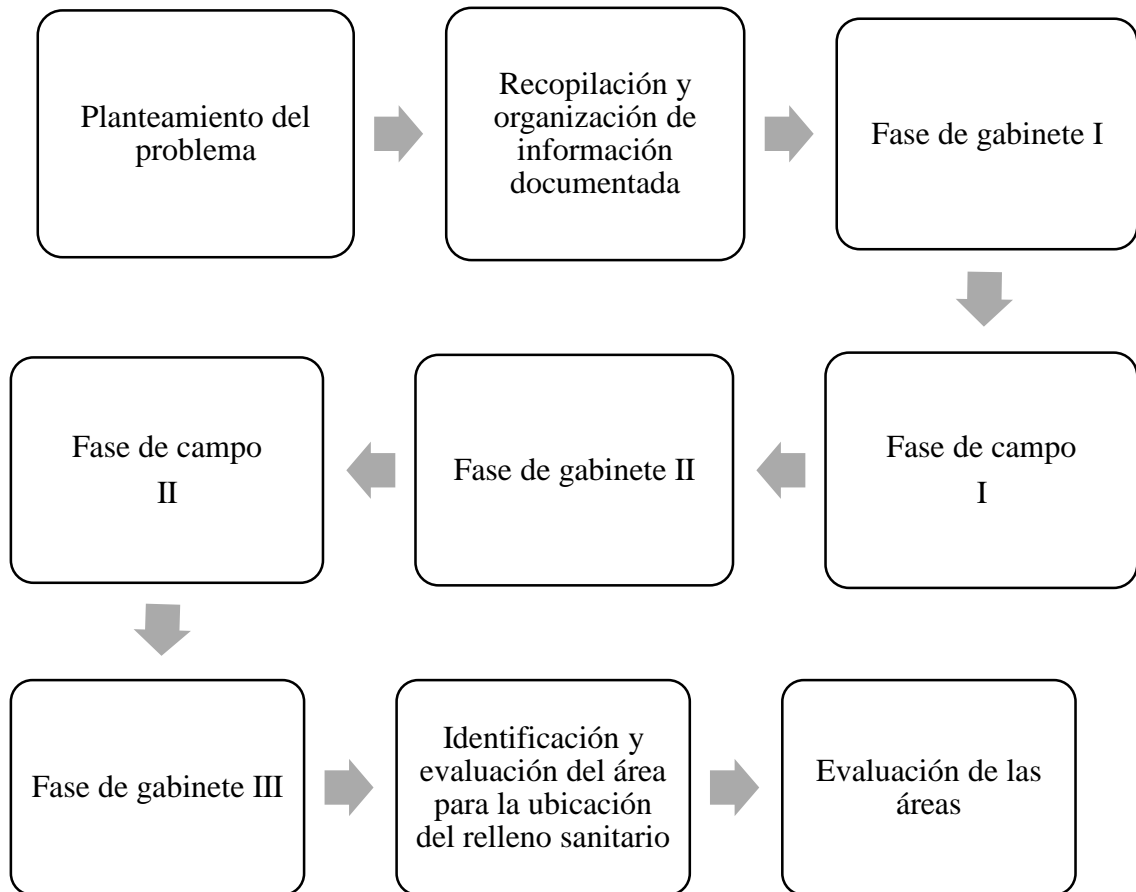 Planteamiento del
problema
Recopilación y
organización de
información
documentada
Fase de gabinete I
Fase de campo
I
Fase de gabinete II
Fase de campo
II
Fase de gabinete III
Identificación y
evaluación del área
para la ubicación
del relleno sanitario
Evaluación de las
áreas